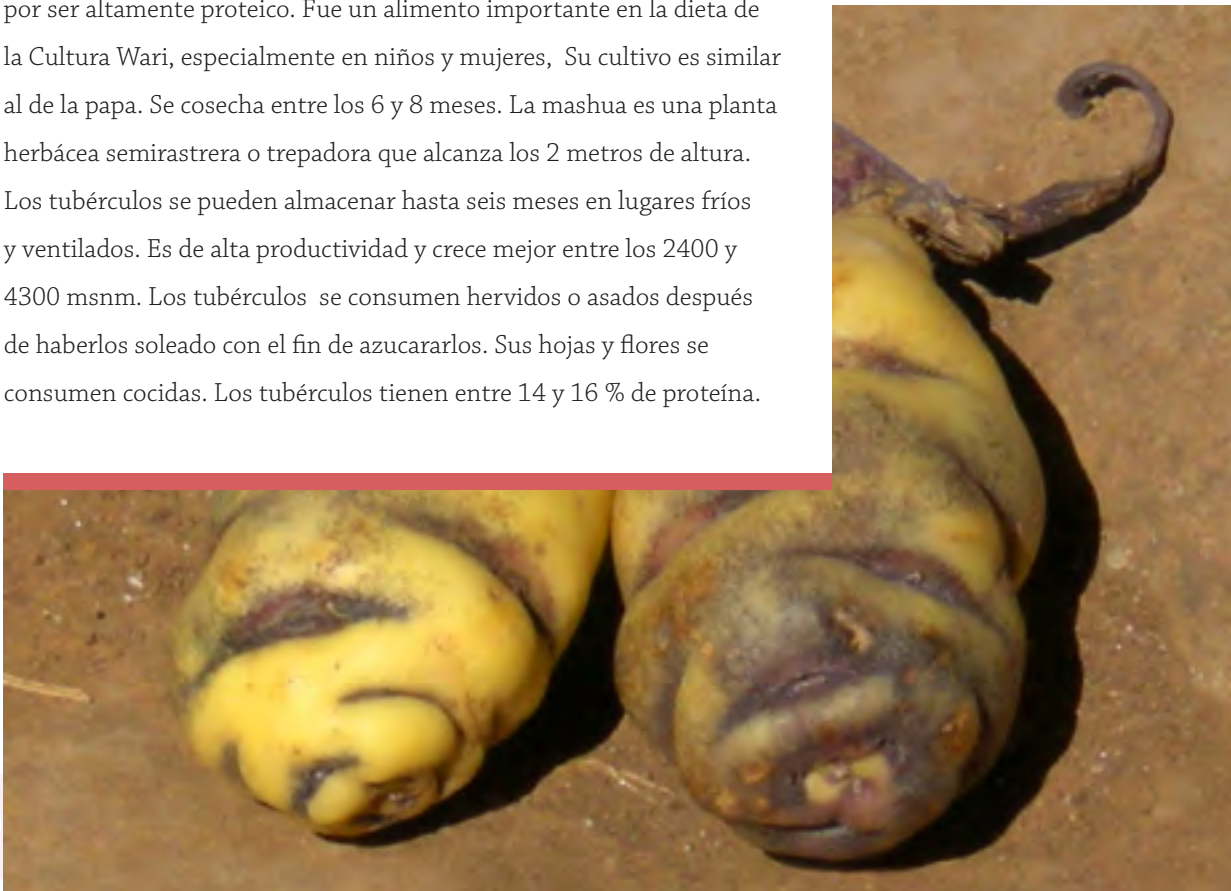 por ser altamente proteico. Fue un alimento importante en la dieta de
la Cultura Wari, especialmente en niños y mujeres,  Su cultivo es similar
al de la papa. Se cosecha entre los 6 y 8 meses. La mashua es una planta
herbácea semirastrera o trepadora que alcanza los 2 metros de altura.
Los tubérculos se pueden almacenar hasta seis meses en lugares fríos
y ventilados. Es de alta productividad y crece mejor entre los 2400 y
4300 msnm. Los tubérculos  se consumen hervidos o asados después
de haberlos soleado con el fin de azucararlos. Sus hojas y flores se
consumen cocidas. Los tubérculos tienen entre 14 y 16 % de proteína.